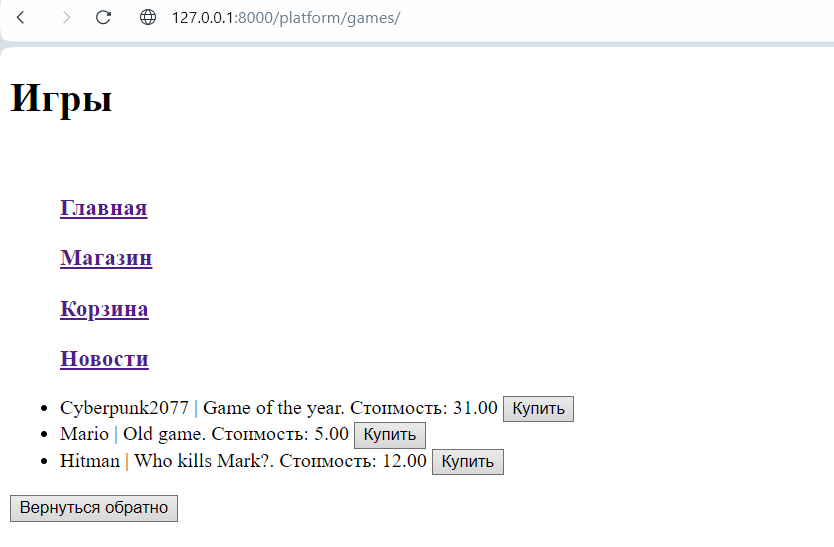 127.0.0.1:8000/platform/games/
Игры
Главная
Магазин
Корзина
Новости
Cyberpunk2077 | Game of the year. Стоимость: 31.00 Купить
Mario | Old game. Стоимость: 5.00 Купить
Hitman | Who kills Mark?. Стоимость: 12.00 Купить
Вернуться обратно